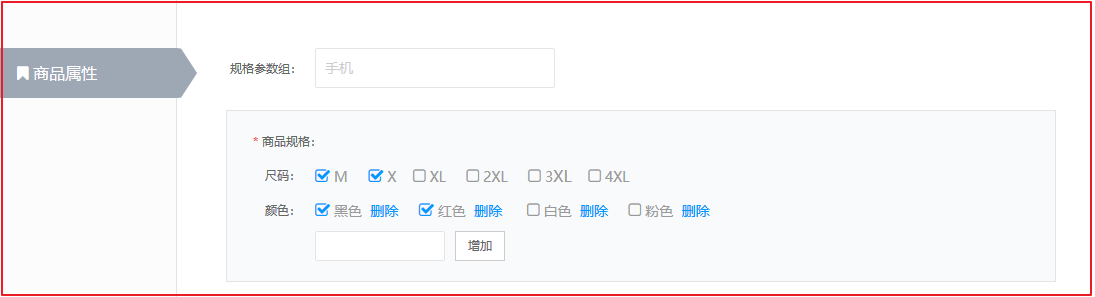 商品属性
规格参数组: 手机
* 商品规格:
尺码: M X XL 2XL 3XL 4XL
颜色: 黑色 删除 红色 删除 白色 删除 粉色 删除
增加